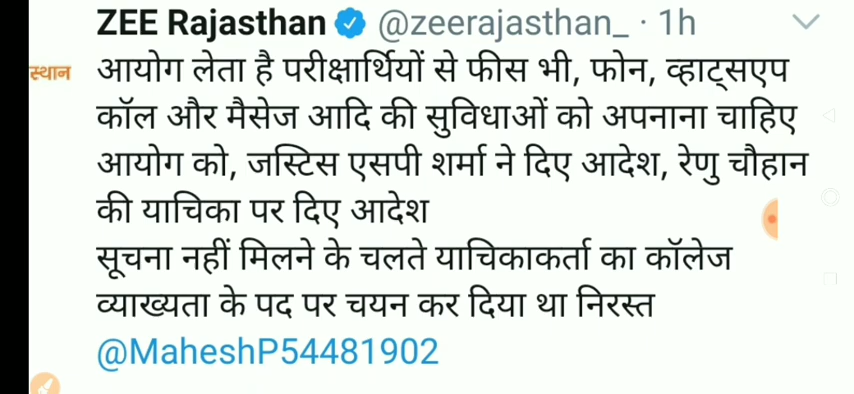 ZEE Rajasthan @zeerajasthan_ · 1h
स्थान
आयोग लेता है परीक्षार्थियों से फीस भी, फोन, व्हाट्सएप
कॉल और मैसेज आदि की सुविधाओं को अपनाना चाहिए
आयोग को, जस्टिस एसपी शर्मा ने दिए आदेश, रेणु चौहान
की याचिका पर दिए आदेश
सूचना नहीं मिलने के चलते याचिकाकर्ता का कॉलेज
व्याख्यता के पद पर चयन कर दिया था निरस्त
@MaheshP54481902